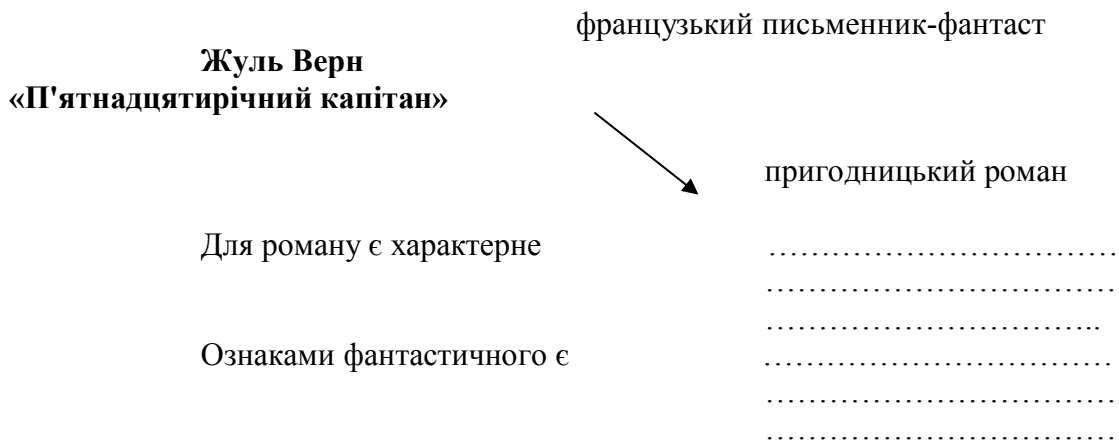 французький письменник-фантаст
Жуль Верн
«П'ятнадцятирічний капітан»
пригодницький роман
Для роману є характерне ……………………………
……………………………
…………………………..
Ознаками фантастичного є ……………………………
……………………………
……………………………